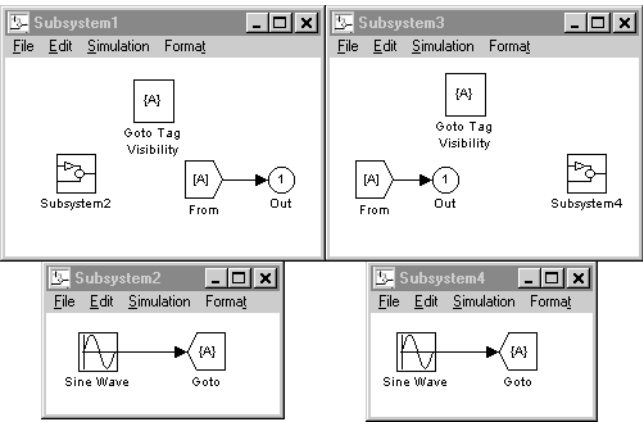 Subsystem1
File Edit Simulation Format
{A}
Goto Tag
Visibility
Subsystem2
[A]
From
1
Out
Subsystem3
File Edit Simulation Format
{A}
Goto Tag
Visibility
[A]
From
1
Out
Subsystem4
Subsystem2
File Edit Simulation Format
Sine Wave
{A}
Goto
Subsystem4
File Edit Simulation Format
Sine Wave
{A}
Goto